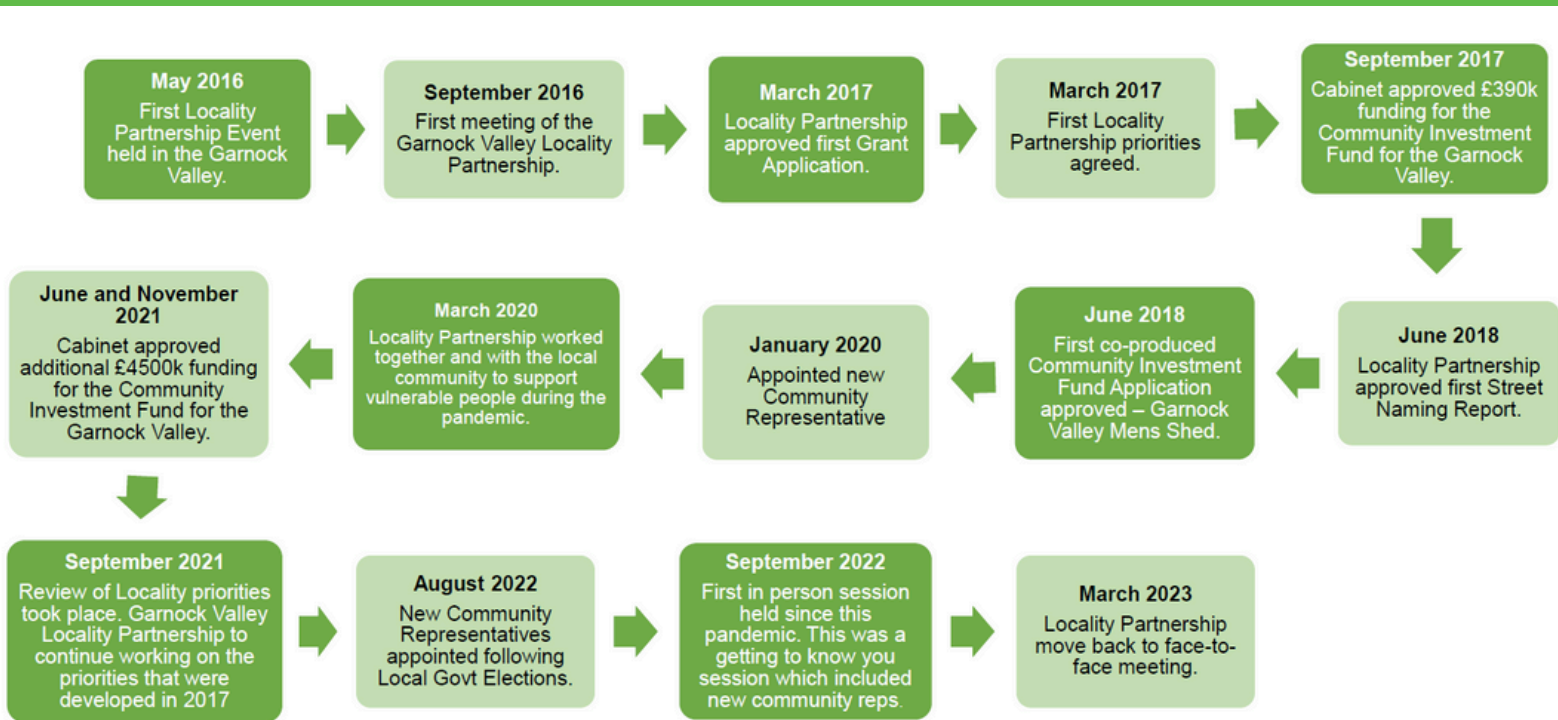 May 2016
First Locality
Partnership Event
held in the Garnock
Valley.
September 2016
First meeting of the
Garnock Valley Locality
Partnership.
March 2017
Locality Partnership
approved first Grant
Application.
March 2017
First Locality
Partnership priorities
agreed.
September 2017
Cabinet approved £390k
funding for the
Community Investment
Fund for the Garnock
Valley.
June 2018
Locality Partnership
approved first Street
Naming Report.
June 2018
First co-produced
Community Investment
Fund Application
approved – Garnock
Valley Mens Shed.
January 2020
Appointed new
Community
Representative
March 2020
Locality Partnership worked
together and with the local
community to support
vulnerable people during the
pandemic.
June and November
2021
Cabinet approved
additional £4500k funding
for the Community
Investment Fund for the
Garnock Valley.
September 2021
Review of Locality priorities
took place. Garnock Valley
Locality Partnership to
continue working on the
priorities that were
developed in 2017
August 2022
New Community
Representatives
appointed following
Local Govt Elections.
September 2022
First in person session
held since this
pandemic. This was a
getting to know you
session which included
new community reps.
March 2023
Locality Partnership
move back to face-to-
face meeting.